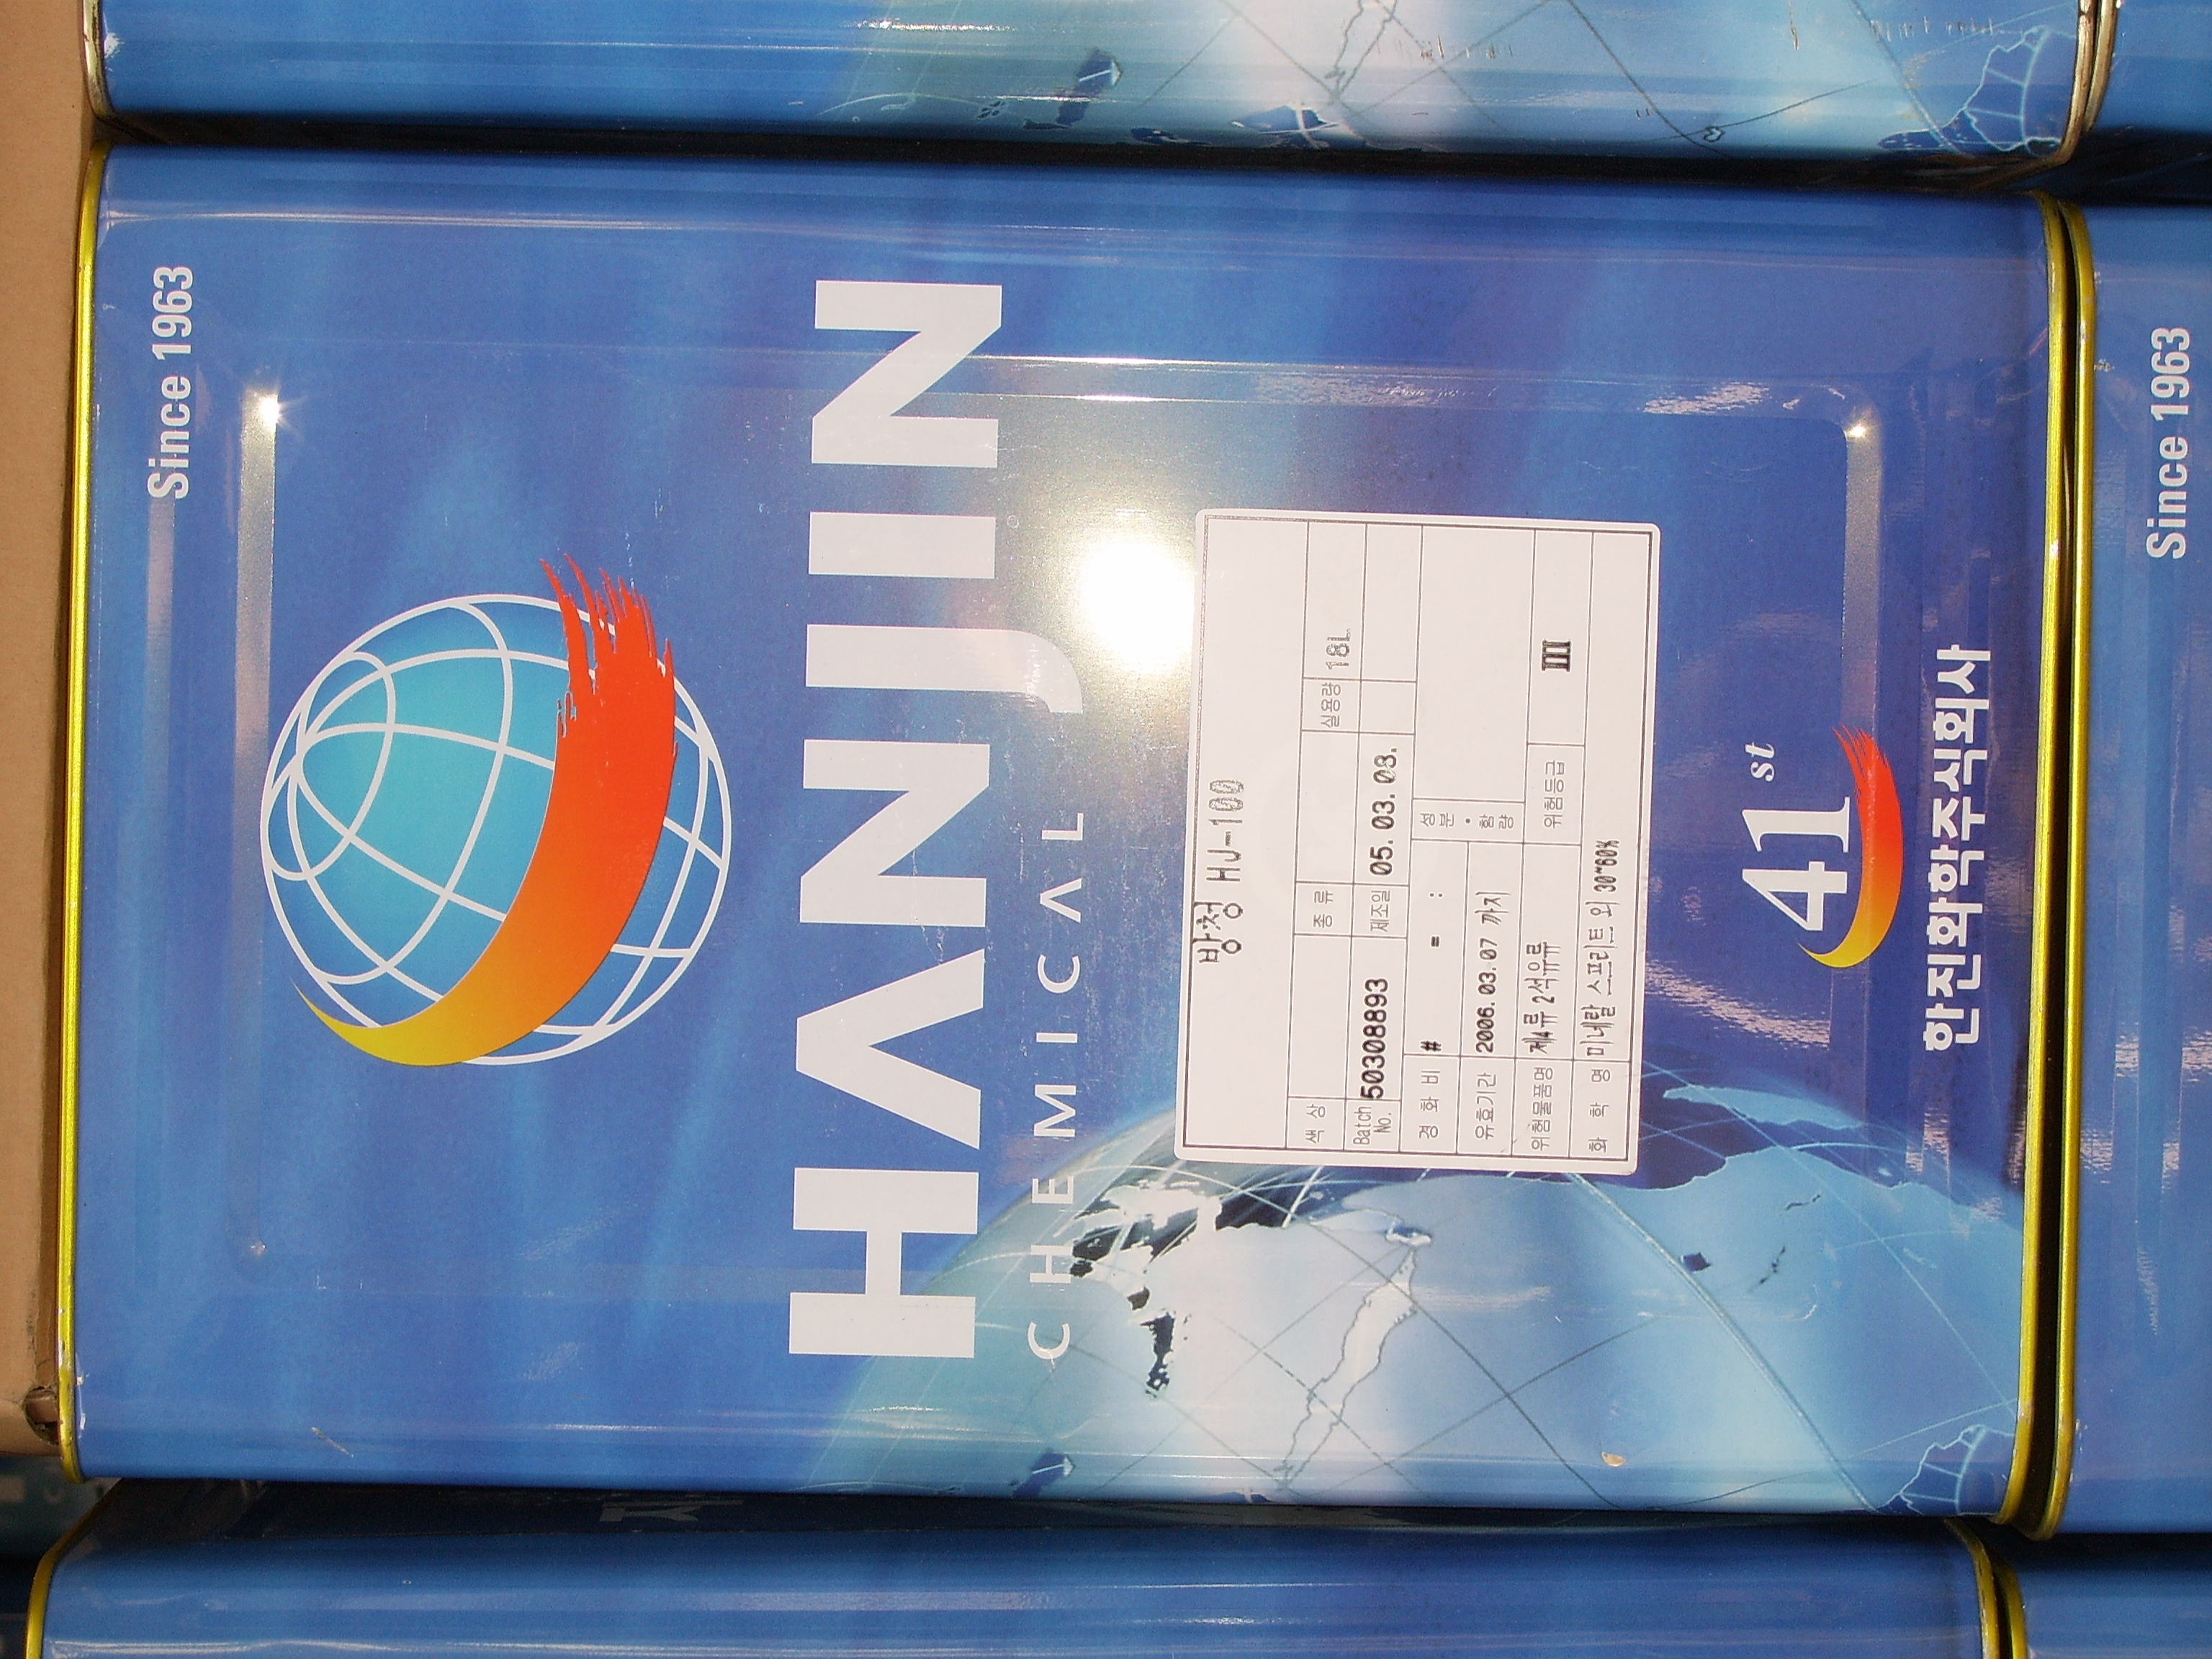 Since 1963
HANJIN
CHEMICAL
방청 HJ-100
색 상 종 류 실용량 18L
Batch No. 503088893 제조일 05. 03. 08.
경 화 비 # = : 성분 · 함량
유효기간 2006. 03. 07 까지
위험물품명 제4류 2석유류 위험등급 III
화 학 명 미네랄 스프리트 외 30~60%
41 st
한진화학주식회사
Since 1963